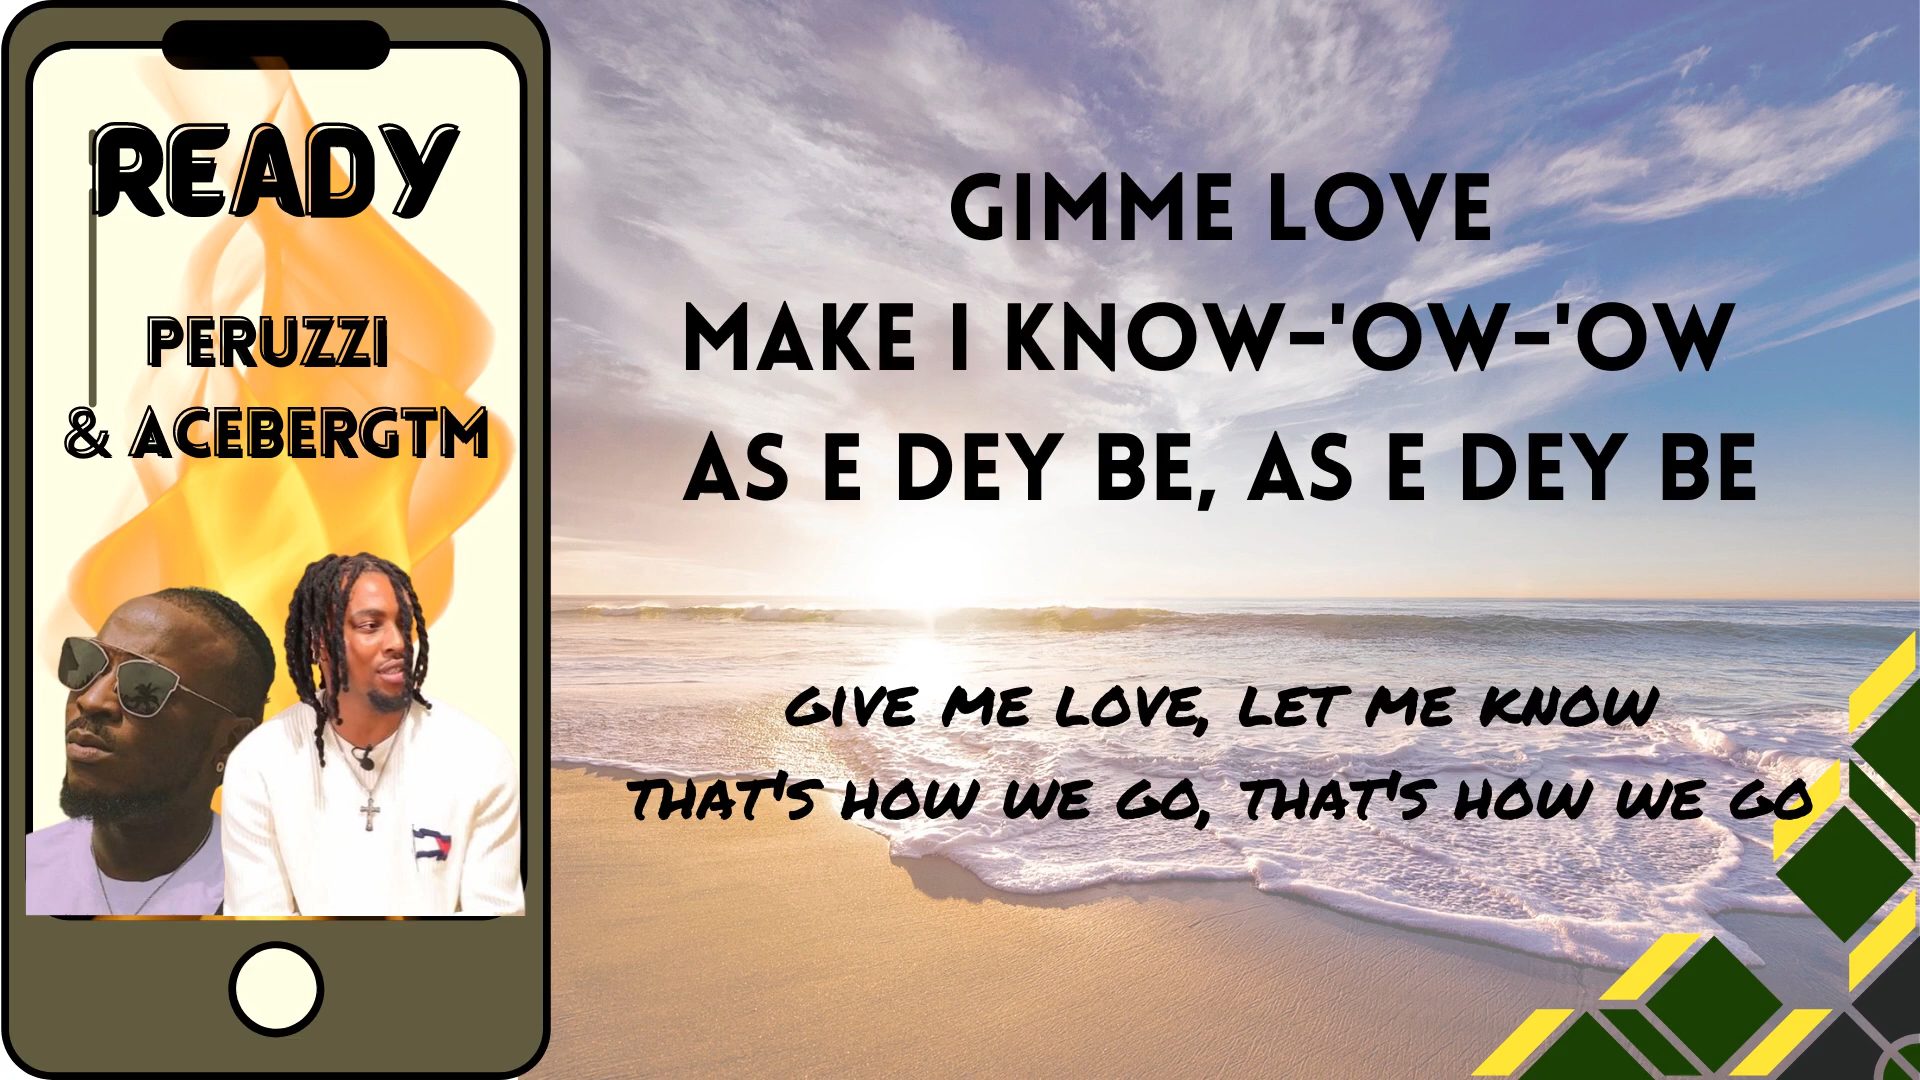 READY
PERUZZI
& ACEBERGTM
GIMME LOVE
MAKE I KNOW-'OW-'OW
AS E DEY BE, AS E DEY BE
GIVE ME LOVE, LET ME KNOW
THAT'S HOW WE GO, THAT'S HOW WE GO